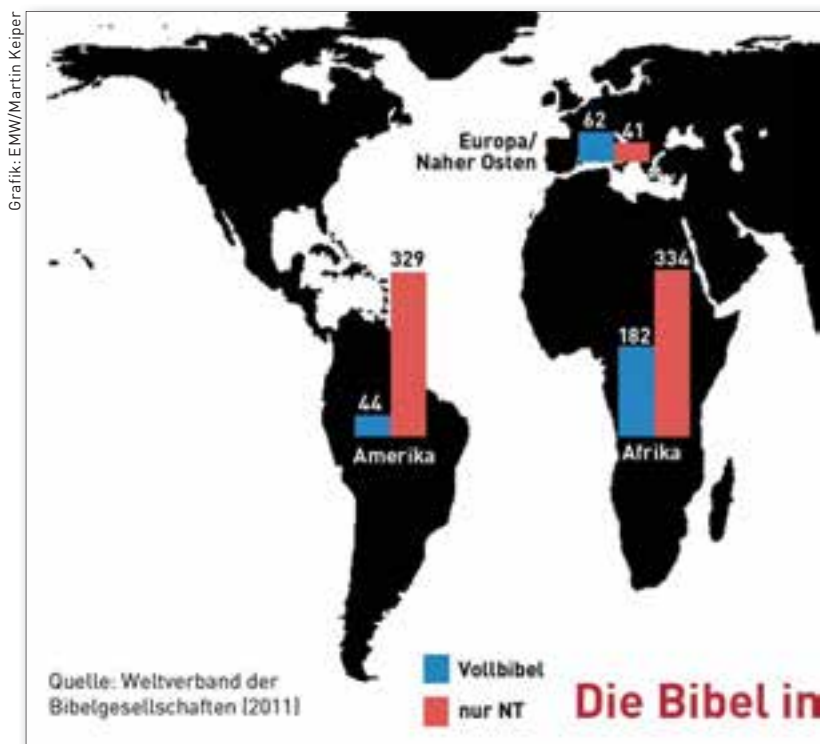 Grafik: EMW/Martin Keiper
62
41
Europa/
Naher Osten
329
334
182
44
Amerika
Afrika
Quelle: Weltverband der
Bibelgesellschaften (2011)
Vollbibel
nur NT
Die Bibel in